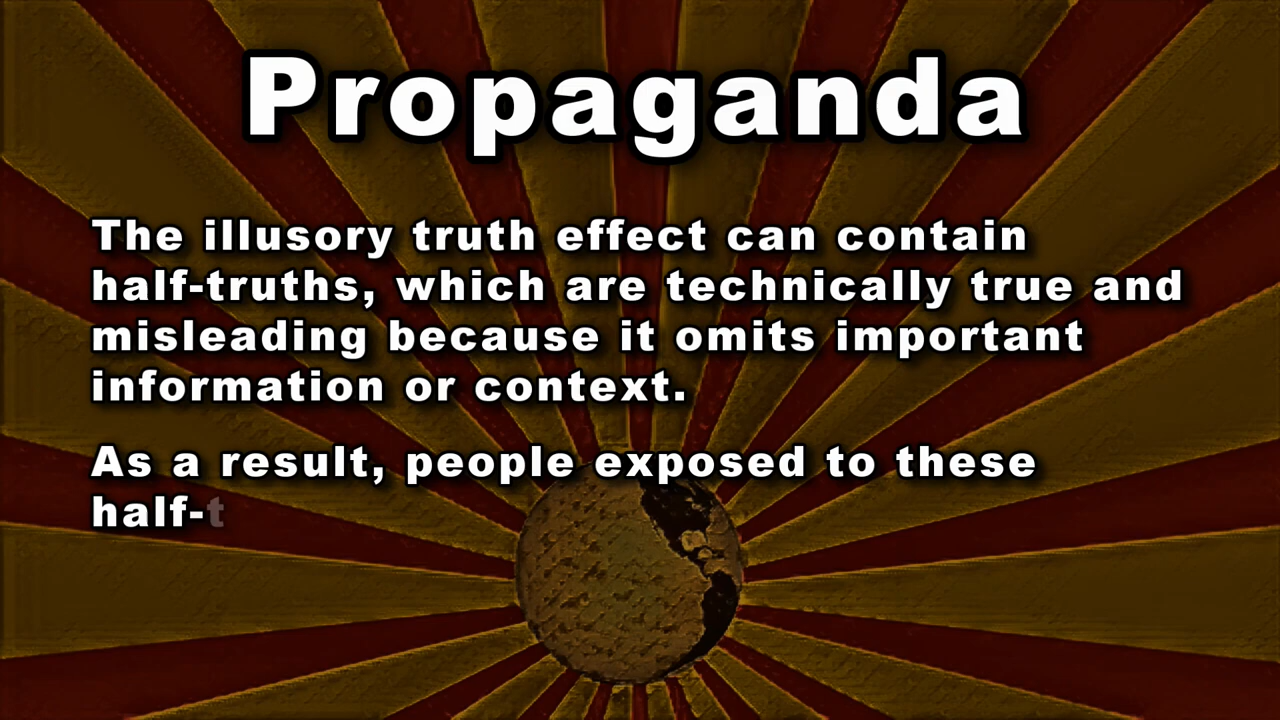 Propaganda
The illusory truth effect can contain
half-truths, which are technically true and
misleading because it omits important
information or context.
As a result, people exposed to these
half-t